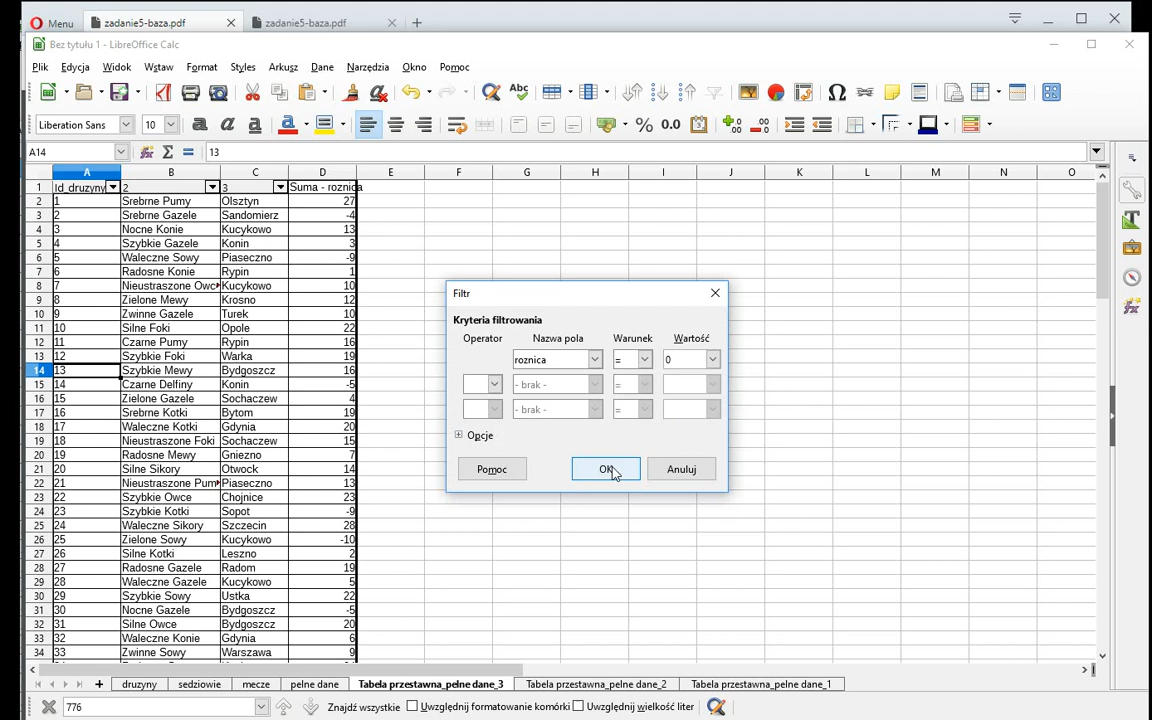 Menu zadanie5-baza.pdf zadanie5-baza.pdf
Bez tytułu 1 - LibreOffice Calc
Plik Edycja Widok Wstaw Format Styles Arkusz Dane Narzędzia Okno Pomoc
Liberation Sans 10
A14 13
A B C D E F G H I J K L M N O
1 Id_druzyny 2 3 Suma - roznica
2 1 Srebrne Pumy Olsztyn 27
3 2 Srebrne Gazele Sandomierz -4
4 3 Nocne Konie Kucykowo 13
5 4 Szybkie Gazele Konin 3
6 5 Waleczne Sowy Piaseczno -9
7 6 Radosne Konie Rypin 1
8 7 Nieustraszone Owc Kucykowo 10
9 8 Zielone Mewy Krosno 12
10 9 Zwinne Gazele Turek 10
11 10 Silne Foki Opole 22
12 11 Czarne Pumy Rypin 16
13 12 Szybkie Foki Warka 19
14 13 Szybkie Mewy Bydgoszcz 16
15 14 Czarne Delfiny Konin -5
16 15 Zielone Gazele Sochaczew 4
17 16 Srebrne Kotki Bytom 19
18 17 Waleczne Kotki Gdynia 20
19 18 Nieustraszone Foki Sochaczew 15
20 19 Radosne Mewy Gniezno 7
21 20 Silne Sikory Otwock 14
22 21 Nieustraszone Pum Piaseczno 13
23 22 Szybkie Owce Chojnice 23
24 23 Szybkie Kotki Sopot -9
25 24 Waleczne Sikory Szczecin 28
26 25 Zielone Sowy Kucykowo -10
27 26 Silne Kotki Leszno 2
28 27 Radosne Gazele Radom 19
29 28 Waleczne Gazele Kucykowo 5
30 29 Szybkie Sowy Ustka 22
31 30 Nocne Gazele Bydgoszcz -5
32 31 Silne Owce Bydgoszcz 20
33 32 Waleczne Konie Gdynia 6
34 33 Zwinne Sowy Warszawa 9
Filtr
Kryteria filtrowania
Operator Nazwa pola Warunek Wartość
roznica = 0
- brak - =
- brak - =
Opcje
Pomoc OK Anuluj
druzyny sedziowie mecze pelne dane Tabela przestawna_pelne dane_3 Tabela przestawna_pelne dane_2 Tabela przestawna_pelne dane_1
776 Znajdź wszystkie Uwzględnij formatowanie komórki Uwzględnij wielkość liter